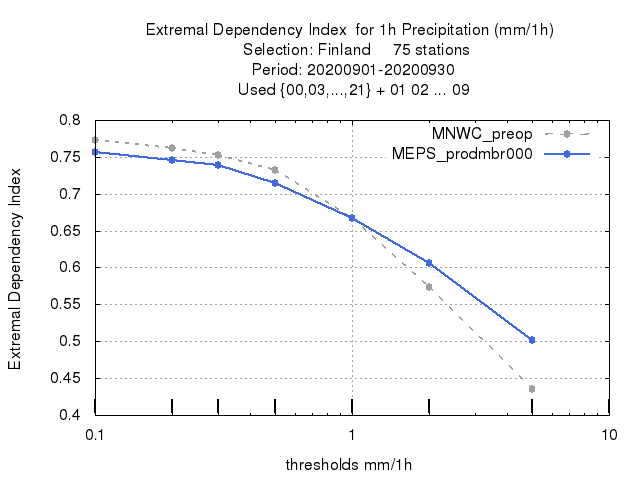 Extremal Dependency Index  for 1h Precipitation (mm/1h)
Selection: Finland     75 stations
Period: 20200901-20200930
Used {00,03,...,21} + 01 02 ... 09
MNWC_preop
MEPS_prodmbr000
Extremal Dependency Index
0.8
0.75
0.7
0.65
0.6
0.55
0.5
0.45
0.4
0.1 1 10
thresholds mm/1h